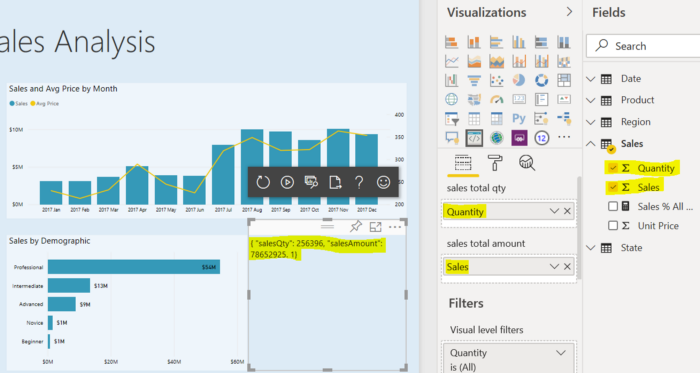 ales Analysis
Sales and Avg Price by Month
Sales Avg Price
$10M
$5M
$0M
400
350
300
250
200
2017 Jan 2017 Feb 2017 Mar 2017 Apr 2017 May 2017 Jun 2017 Jul 2017 Aug 2017 Sep 2017 Oct 2017 Nov 2017 Dec
Sales by Demographic
Professional $54M
Intermediate $13M
Advanced $9M
Novice $1M
Beginner $1M
$0M $20M $40M $60M
{ "salesQty": 256396, "salesAmount":
78652925. 1}
Visualizations
Py
12
sales total qty
Quantity
sales total amount
Sales
Filters
Visual level filters
Quantity
is (All)
Fields
Search
Date
Product
Region
Sales
Σ Quantity
Σ Sales
Sales % All ...
Σ Unit Price
State